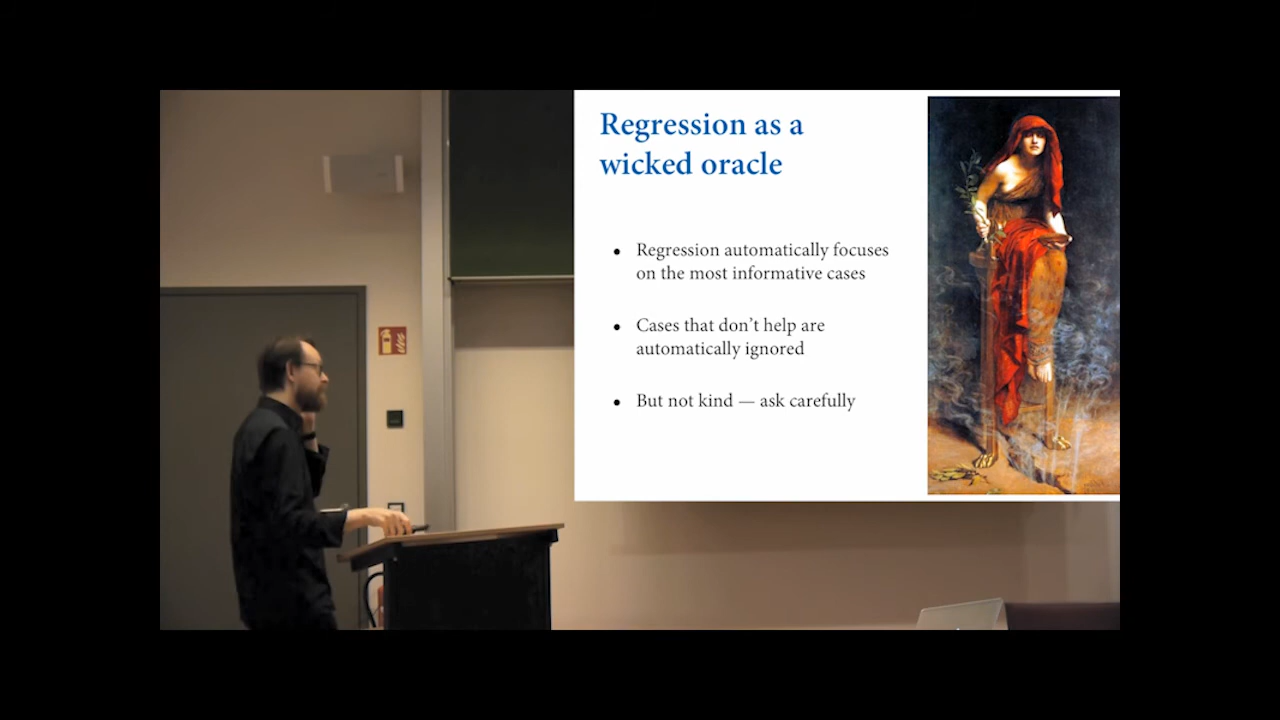 Regression as a
wicked oracle
• Regression automatically focuses
on the most informative cases
• Cases that don’t help are
automatically ignored
• But not kind — ask carefully